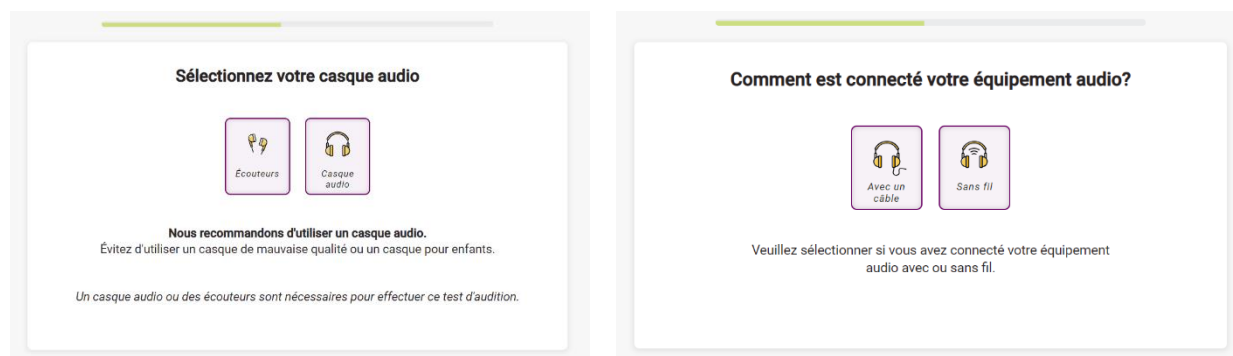 Sélectionnez votre casque audio
Écouteurs
Casque
audio
Nous recommandons d'utiliser un casque audio.
Évitez d'utiliser un casque de mauvaise qualité ou un casque pour enfants.
Un casque audio ou des écouteurs sont nécessaires pour effectuer ce test d'audition.
Comment est connecté votre équipement audio?
Avec un
câble
Sans fil
Veuillez sélectionner si vous avez connecté votre équipement
audio avec ou sans fil.